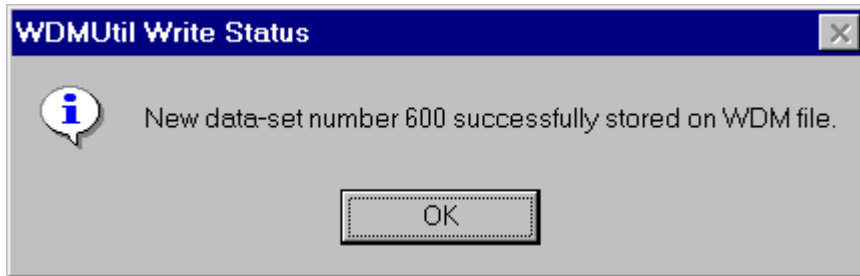 WDMUtil Write Status
New data-set number 600 successfully stored on WDM file.
OK